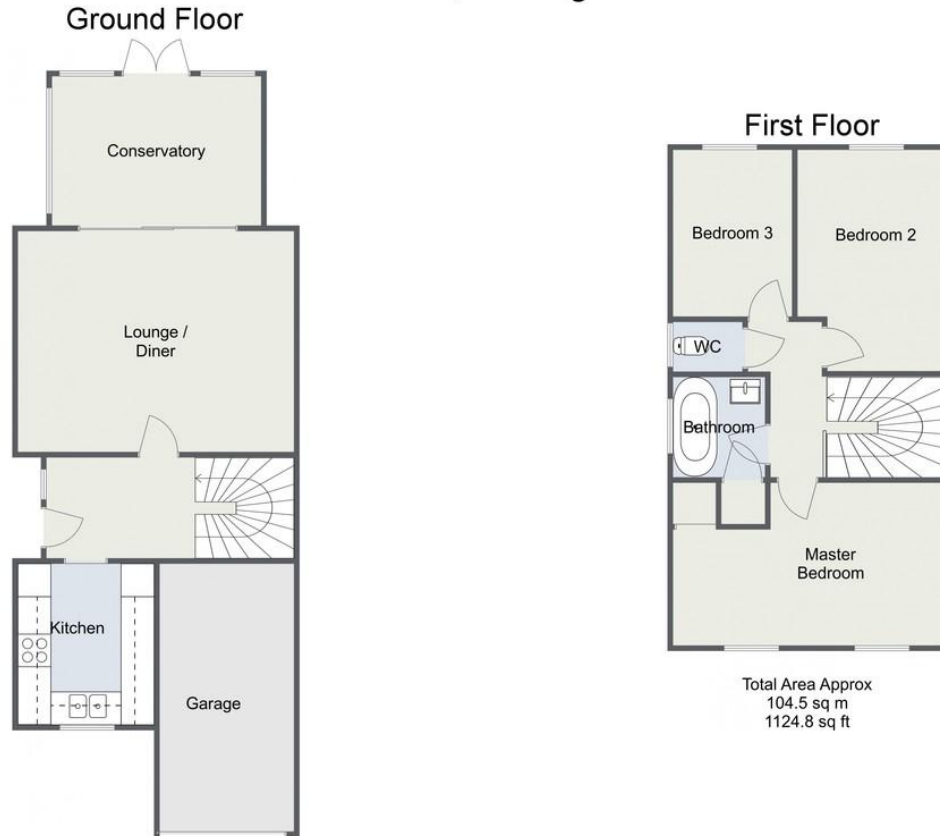 Ground Floor
Conservatory
Lounge /
Diner
Kitchen
Garage
First Floor
Bedroom 3
Bedroom 2
WC
Bathroom
Master
Bedroom
Total Area Approx
104.5 sq m
1124.8 sq ft